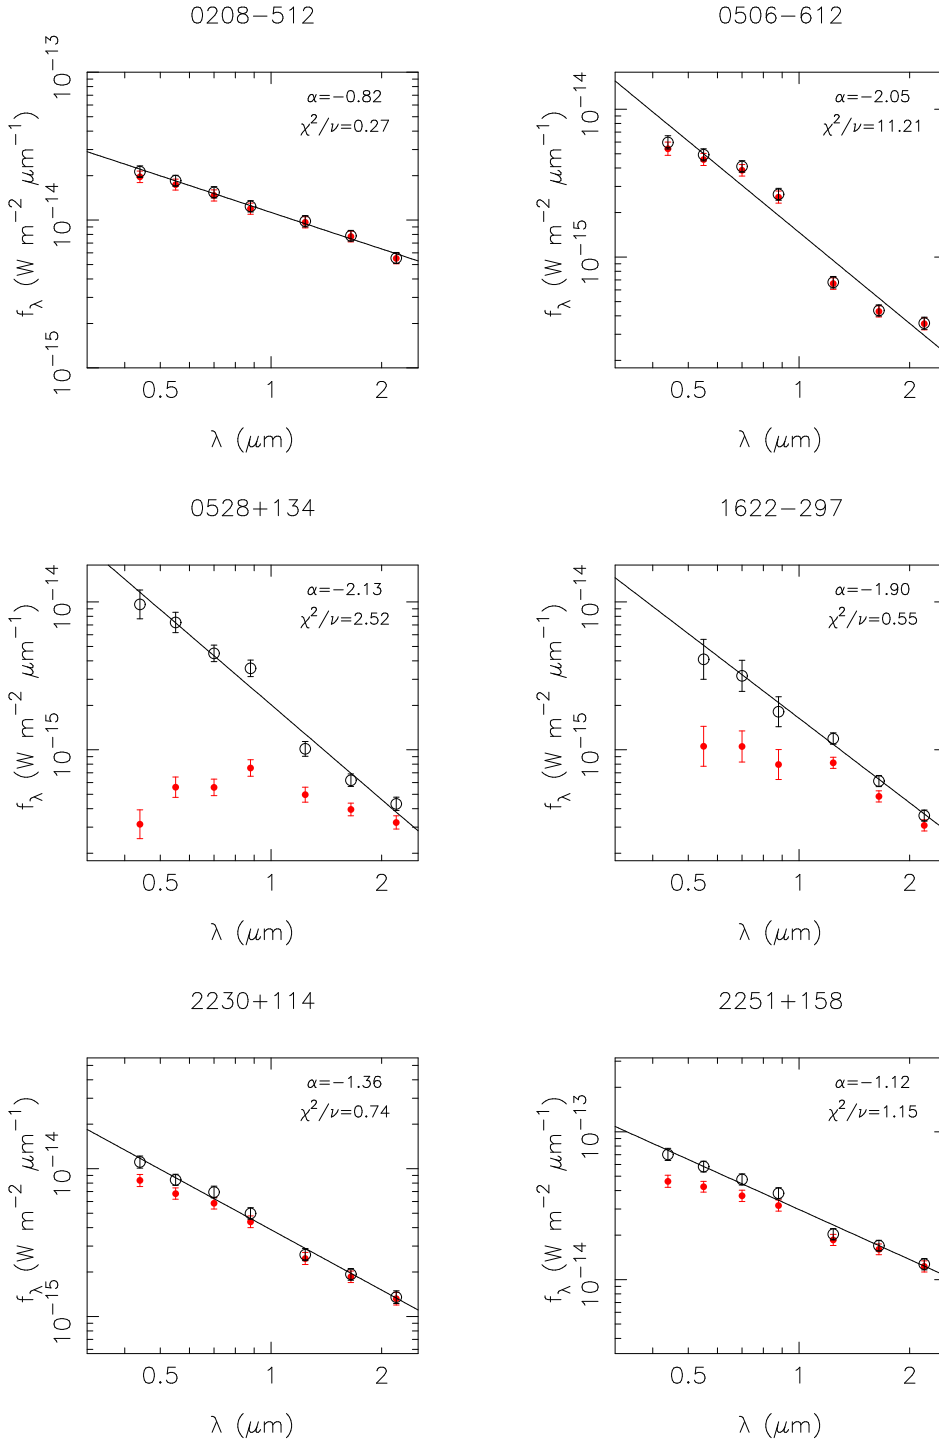 0208−512
α=−0.82
χ²/ν=0.27
10⁻¹³
10⁻¹⁴
10⁻¹⁵
f_λ (W m⁻² μm⁻¹)
0.5 1 2
λ (μm)
0506−612
α=−2.05
χ²/ν=11.21
10⁻¹⁴
10⁻¹⁵
f_λ (W m⁻² μm⁻¹)
0.5 1 2
λ (μm)
0528+134
α=−2.13
χ²/ν=2.52
10⁻¹⁴
10⁻¹⁵
f_λ (W m⁻² μm⁻¹)
0.5 1 2
λ (μm)
1622−297
α=−1.90
χ²/ν=0.55
10⁻¹⁴
10⁻¹⁵
f_λ (W m⁻² μm⁻¹)
0.5 1 2
λ (μm)
2230+114
α=−1.36
χ²/ν=0.74
10⁻¹⁴
10⁻¹⁵
f_λ (W m⁻² μm⁻¹)
0.5 1 2
λ (μm)
2251+158
α=−1.12
χ²/ν=1.15
10⁻¹³
10⁻¹⁴
f_λ (W m⁻² μm⁻¹)
0.5 1 2
λ (μm)